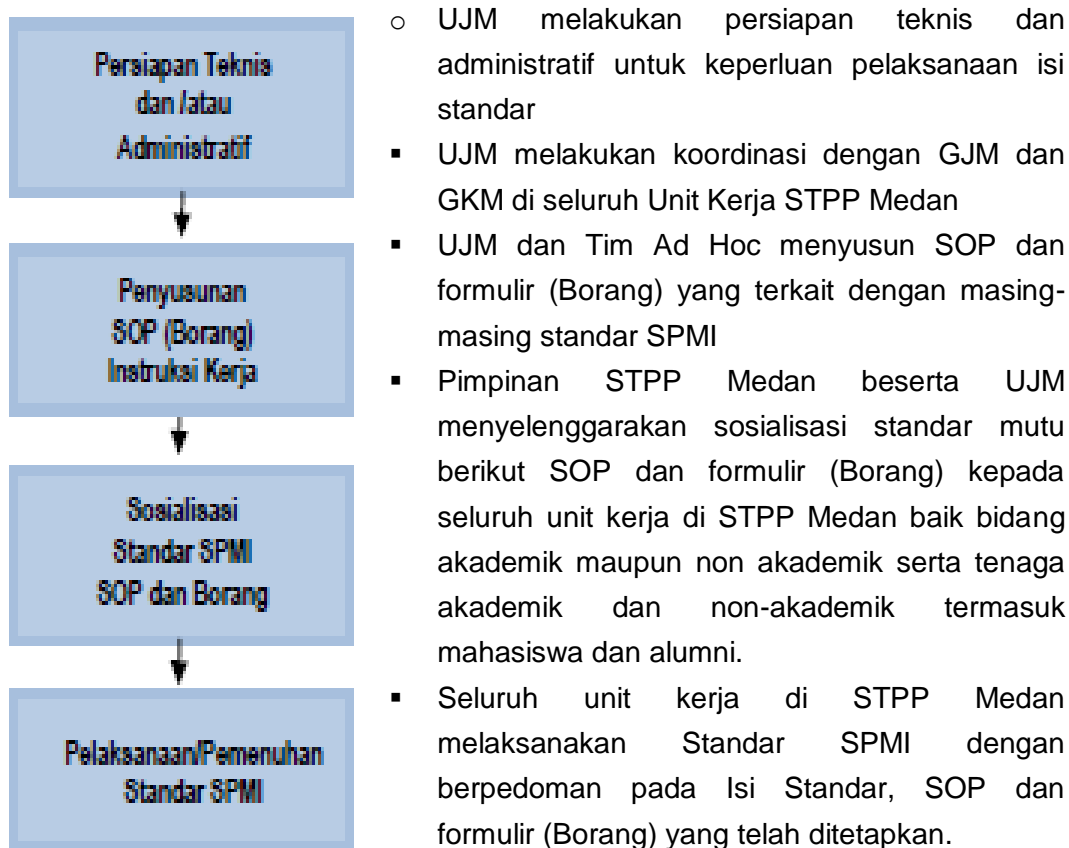 Persiapan Teknis
dan /atau
Administratif
Penyusunan
SOP (Borang)
Instruksi Kerja
Sosialisasi
Standar SPMI
SOP dan Borang
Pelaksanaan/Pemenuhan
Standar SPMI
o UJM melakukan persiapan teknis dan
administratif untuk keperluan pelaksanaan isi
standar
▪ UJM melakukan koordinasi dengan GJM dan
GKM di seluruh Unit Kerja STPP Medan
▪ UJM dan Tim Ad Hoc menyusun SOP dan
formulir (Borang) yang terkait dengan masing-
masing standar SPMI
▪ Pimpinan STPP Medan beserta UJM
menyelenggarakan sosialisasi standar mutu
berikut SOP dan formulir (Borang) kepada
seluruh unit kerja di STPP Medan baik bidang
akademik maupun non akademik serta tenaga
akademik dan non-akademik termasuk
mahasiswa dan alumni.
▪ Seluruh unit kerja di STPP Medan
melaksanakan Standar SPMI dengan
berpedoman pada Isi Standar, SOP dan
formulir (Borang) yang telah ditetapkan.